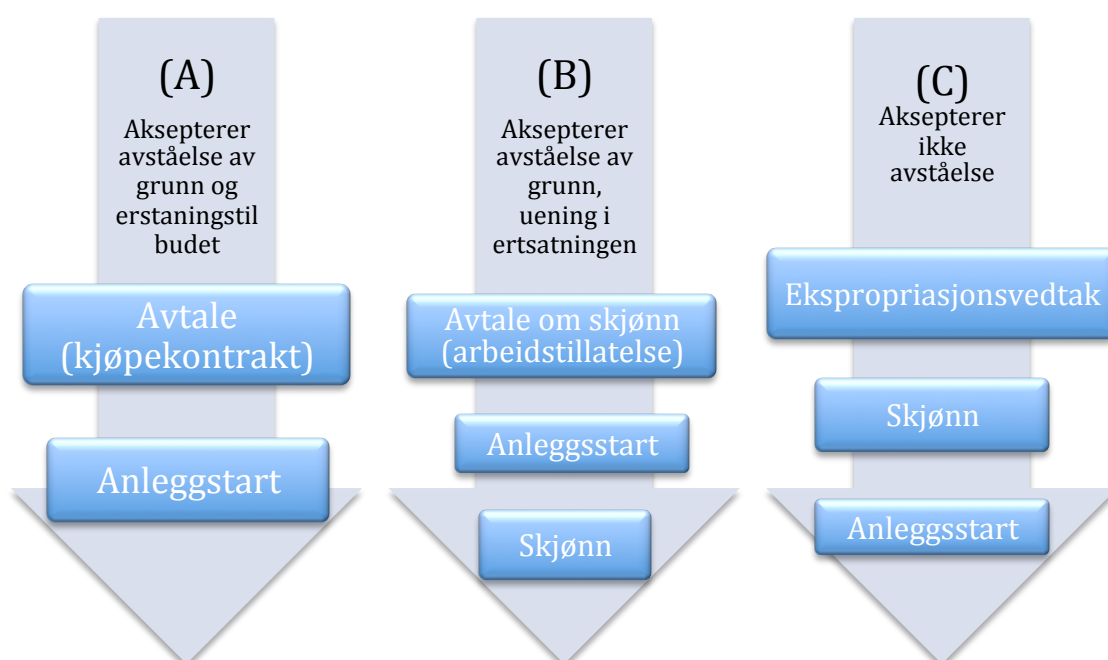 (A)
Aksepterer
avståelse av
grunn og
erstaningstil
budet
Avtale
(kjøpekontrakt)
Anleggstart
(B)
Aksepterer
avståelse av
grunn,
uening i
ertsatningen
Avtale om skjønn
(arbeidstillatelse)
Anleggsstart
Skjønn
(C)
Aksepterer
ikke
avståelse
Ekspropriasjonsvedtak
Skjønn
Anleggsstart